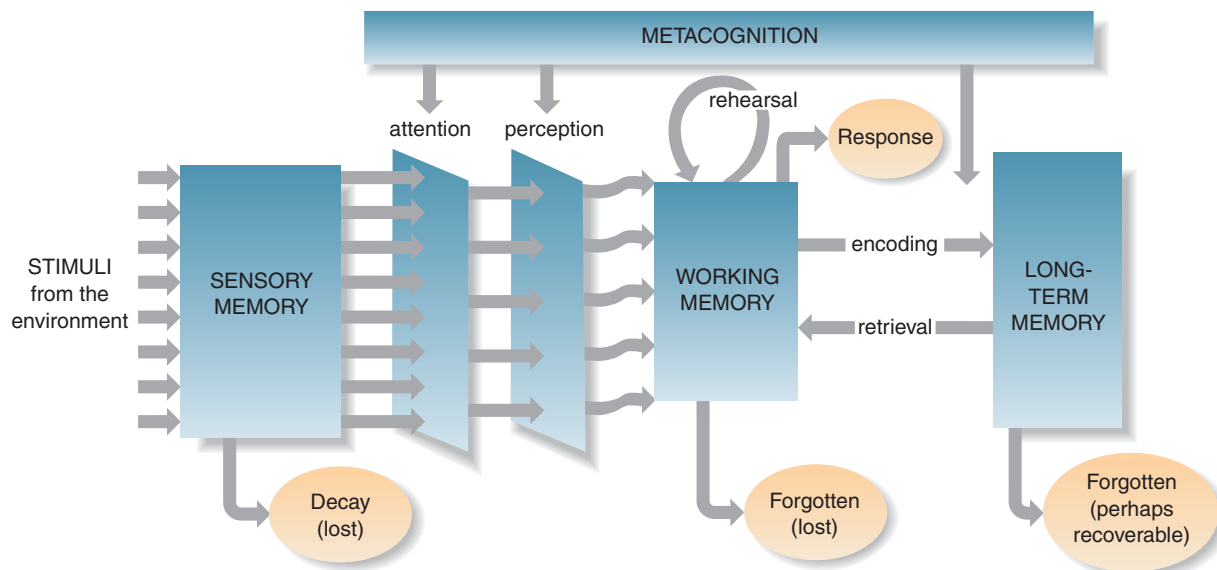 METACOGNITION
rehearsal
Response
attention
perception
STIMULI
from the
environment
SENSORY
MEMORY
WORKING
MEMORY
encoding
retrieval
LONG-
TERM
MEMORY
Decay
(lost)
Forgotten
(lost)
Forgotten
(perhaps
recoverable)